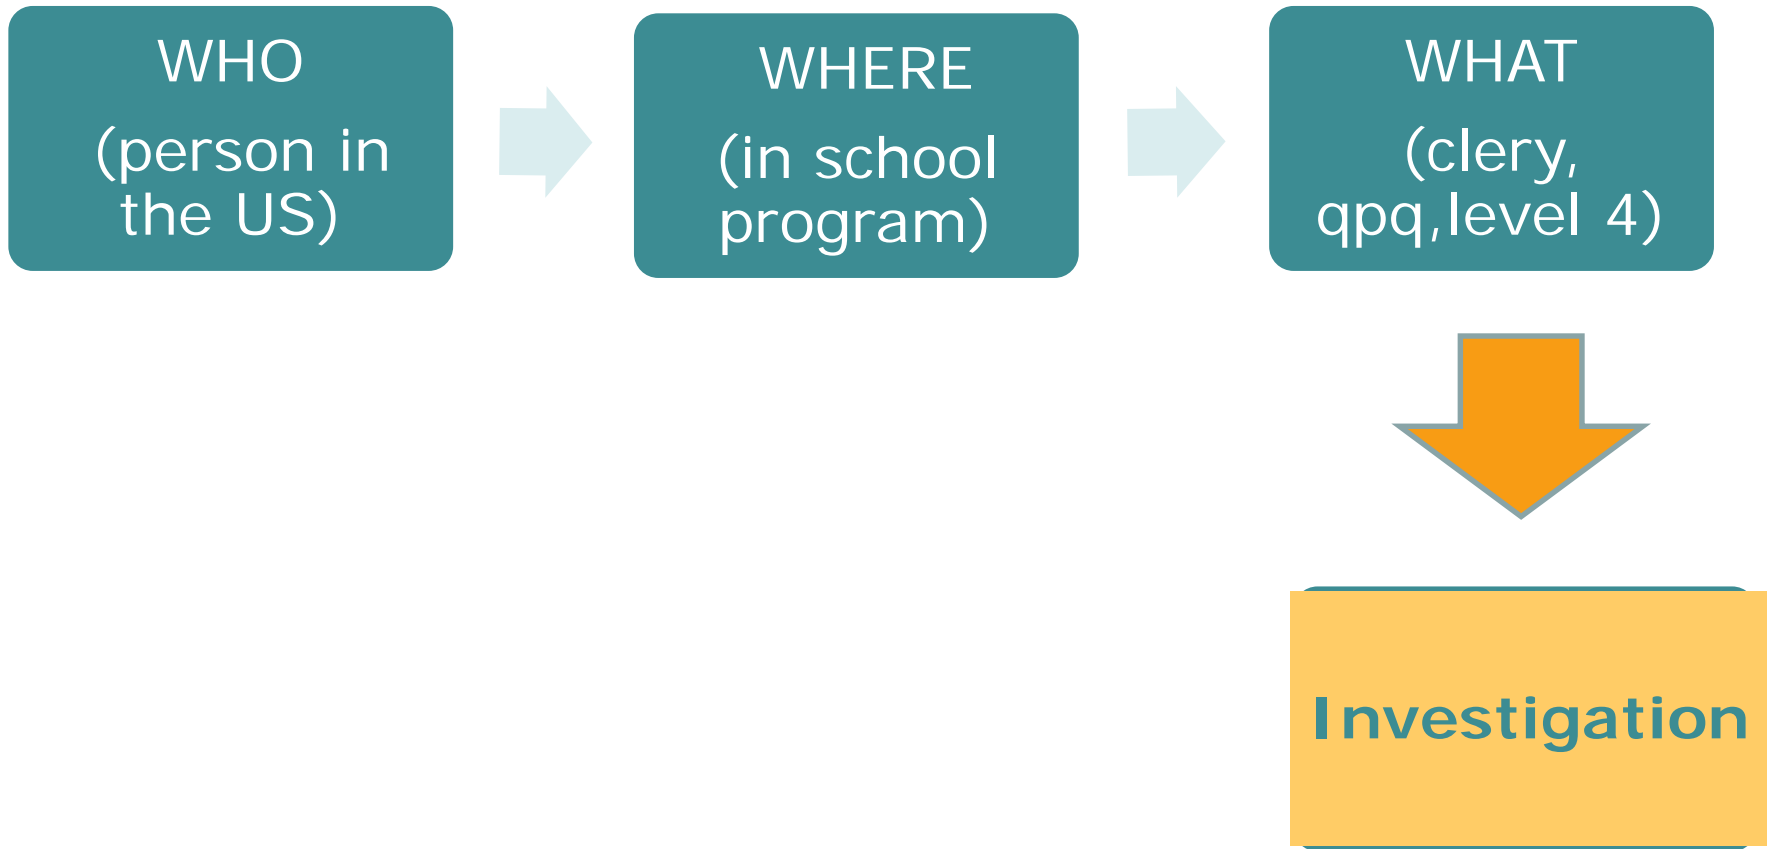 WHO
(person in
the US)
WHERE
(in school
program)
WHAT
(clery,
qpq,level 4)
Investigation